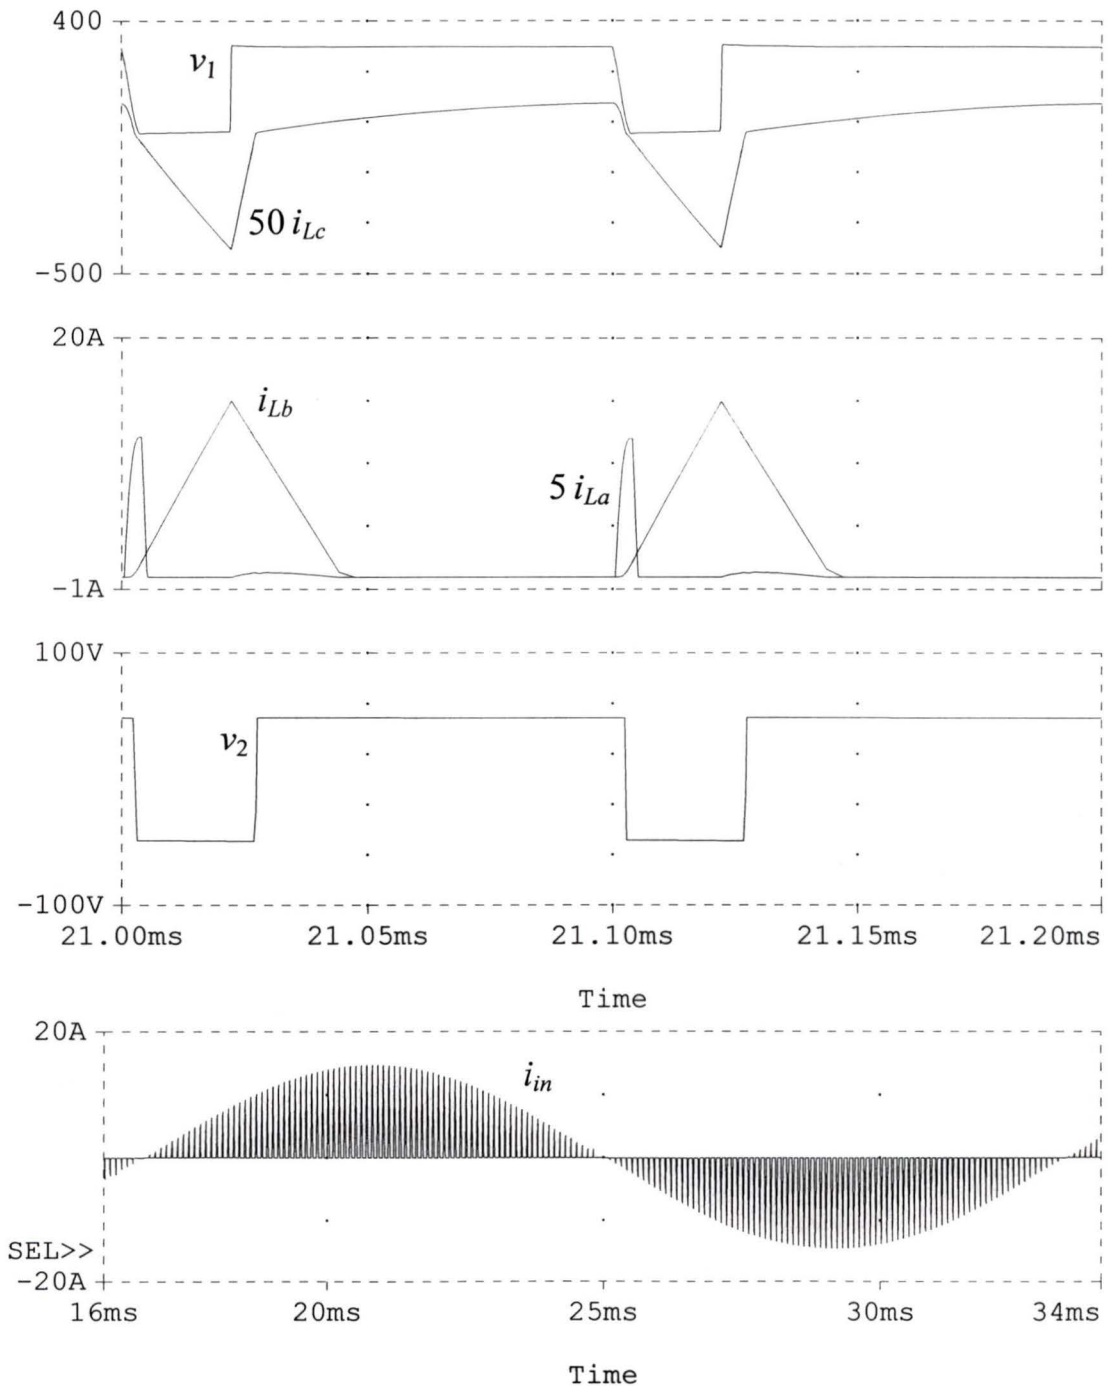 400
v1
50 iLc
-500
20A
iLb
5 iLa
-1A
100V
v2
-100V
21.00ms 21.05ms 21.10ms 21.15ms 21.20ms
Time
20A
iin
SEL>>
-20A
16ms 20ms 25ms 30ms 34ms
Time